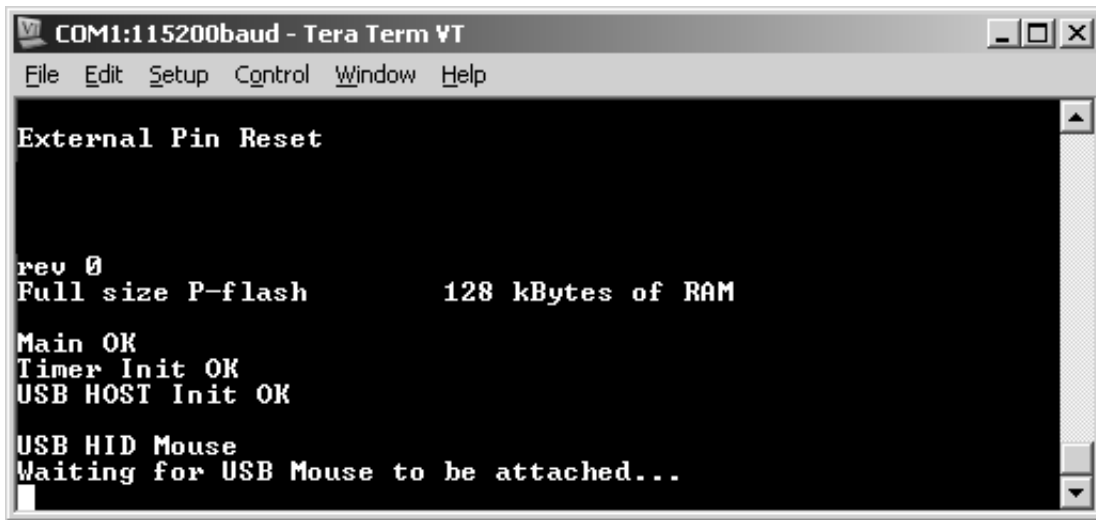 COM1:115200baud - Tera Term VT
File Edit Setup Control Window Help
External Pin Reset
rev 0
Full size P-flash 128 kBytes of RAM
Main OK
Timer Init OK
USB HOST Init OK
USB HID Mouse
Waiting for USB Mouse to be attached...